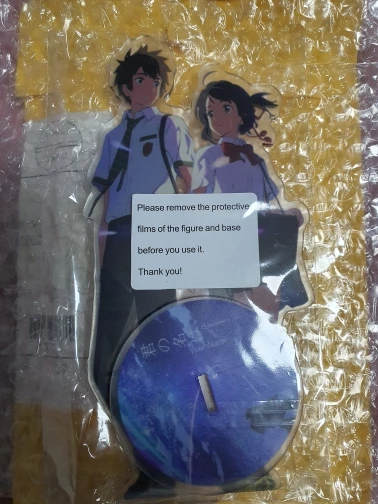 Please remove the protective
films of the figure and base
before you use it.
Thank you!